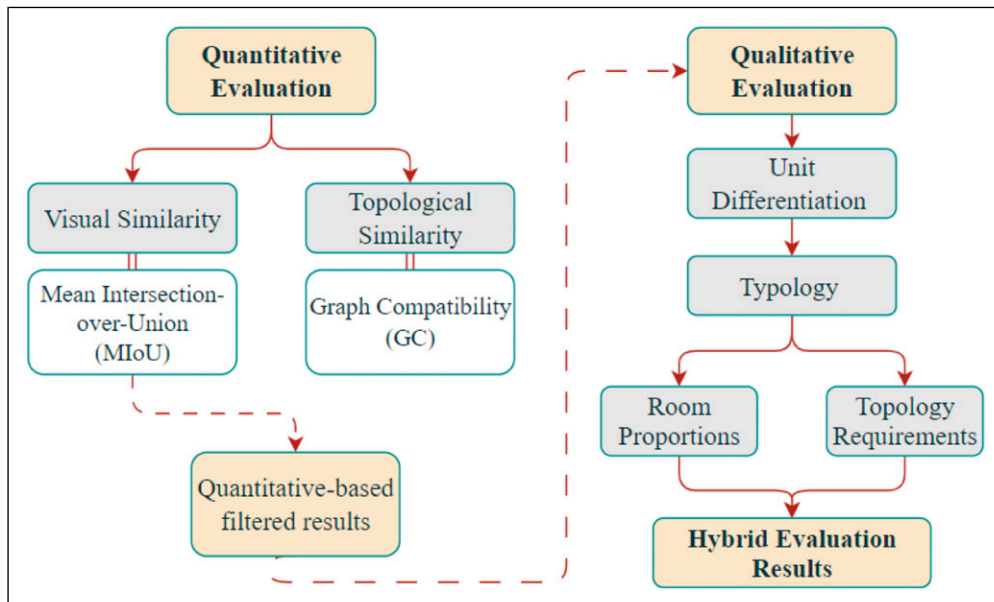 Quantitative
Evaluation
Visual Similarity
Topological
Similarity
Mean Intersection-
over-Union
(MIoU)
Graph Compatibility
(GC)
Quantitative-based
filtered results
Qualitative
Evaluation
Unit
Differentiation
Typology
Room
Proportions
Topology
Requirements
Hybrid Evaluation
Results